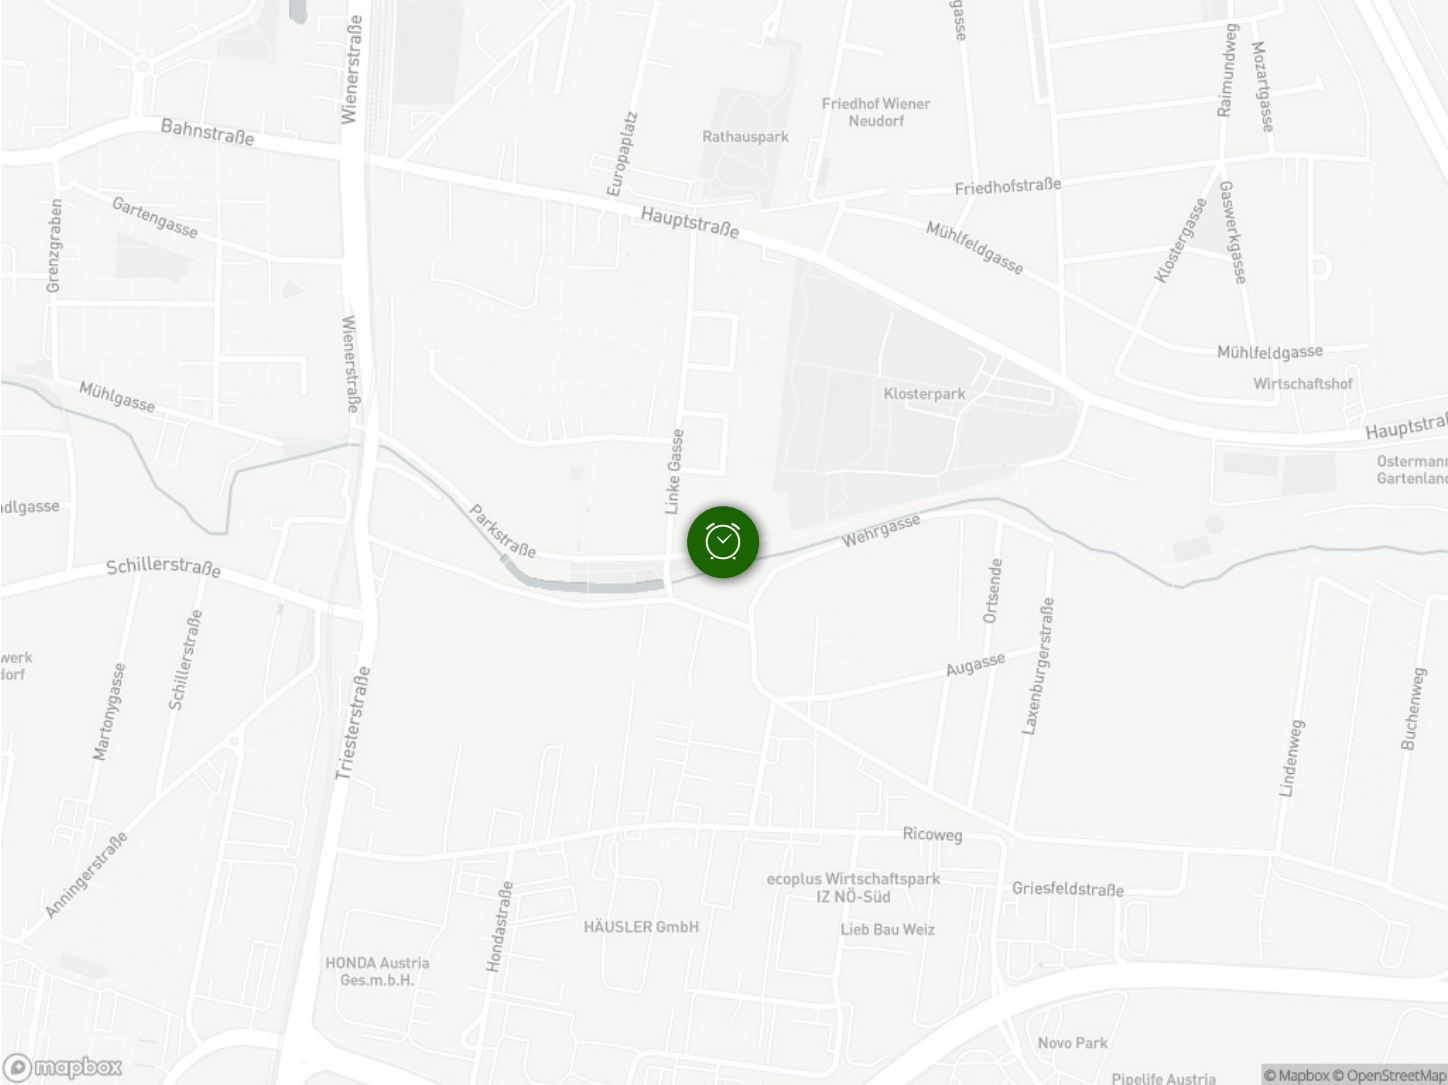 gasse
Wienerstraße
Raimundweg
Mozartgasse
Friedhof Wiener
Neudorf
Bahnstraße
Europaplatz
Rathauspark
Friedhofstraße
Gartengasse
Grenzgraben
Hauptstraße
Mühlfeldgasse
Klostergasse
Gaswerkgasse
Wienerstraße
Mühlfeldgasse
Mühlgasse
Klosterpark
Wirtschaftshof
Hauptstraß
Linke Gasse
Ostermann
Gartenland
adlgasse
Parkstraße
Wehrgasse
Schillerstraße
Ortsende
Schillerstraße
Laxenburgerstraße
werk
dorf
Augasse
Martonygasse
Triesterstraße
Lindenweg
Buchenweg
Anningerstraße
Ricoweg
ecoplus Wirtschaftspark
IZ NÖ-Süd
Griesfeldstraße
Hondastraße
HÄUSLER GmbH
Lieb Bau Weiz
HONDA Austria
Ges.m.b.H.
Novo Park
mapbox
Pipelife Austria
© Mapbox © OpenStreetMap